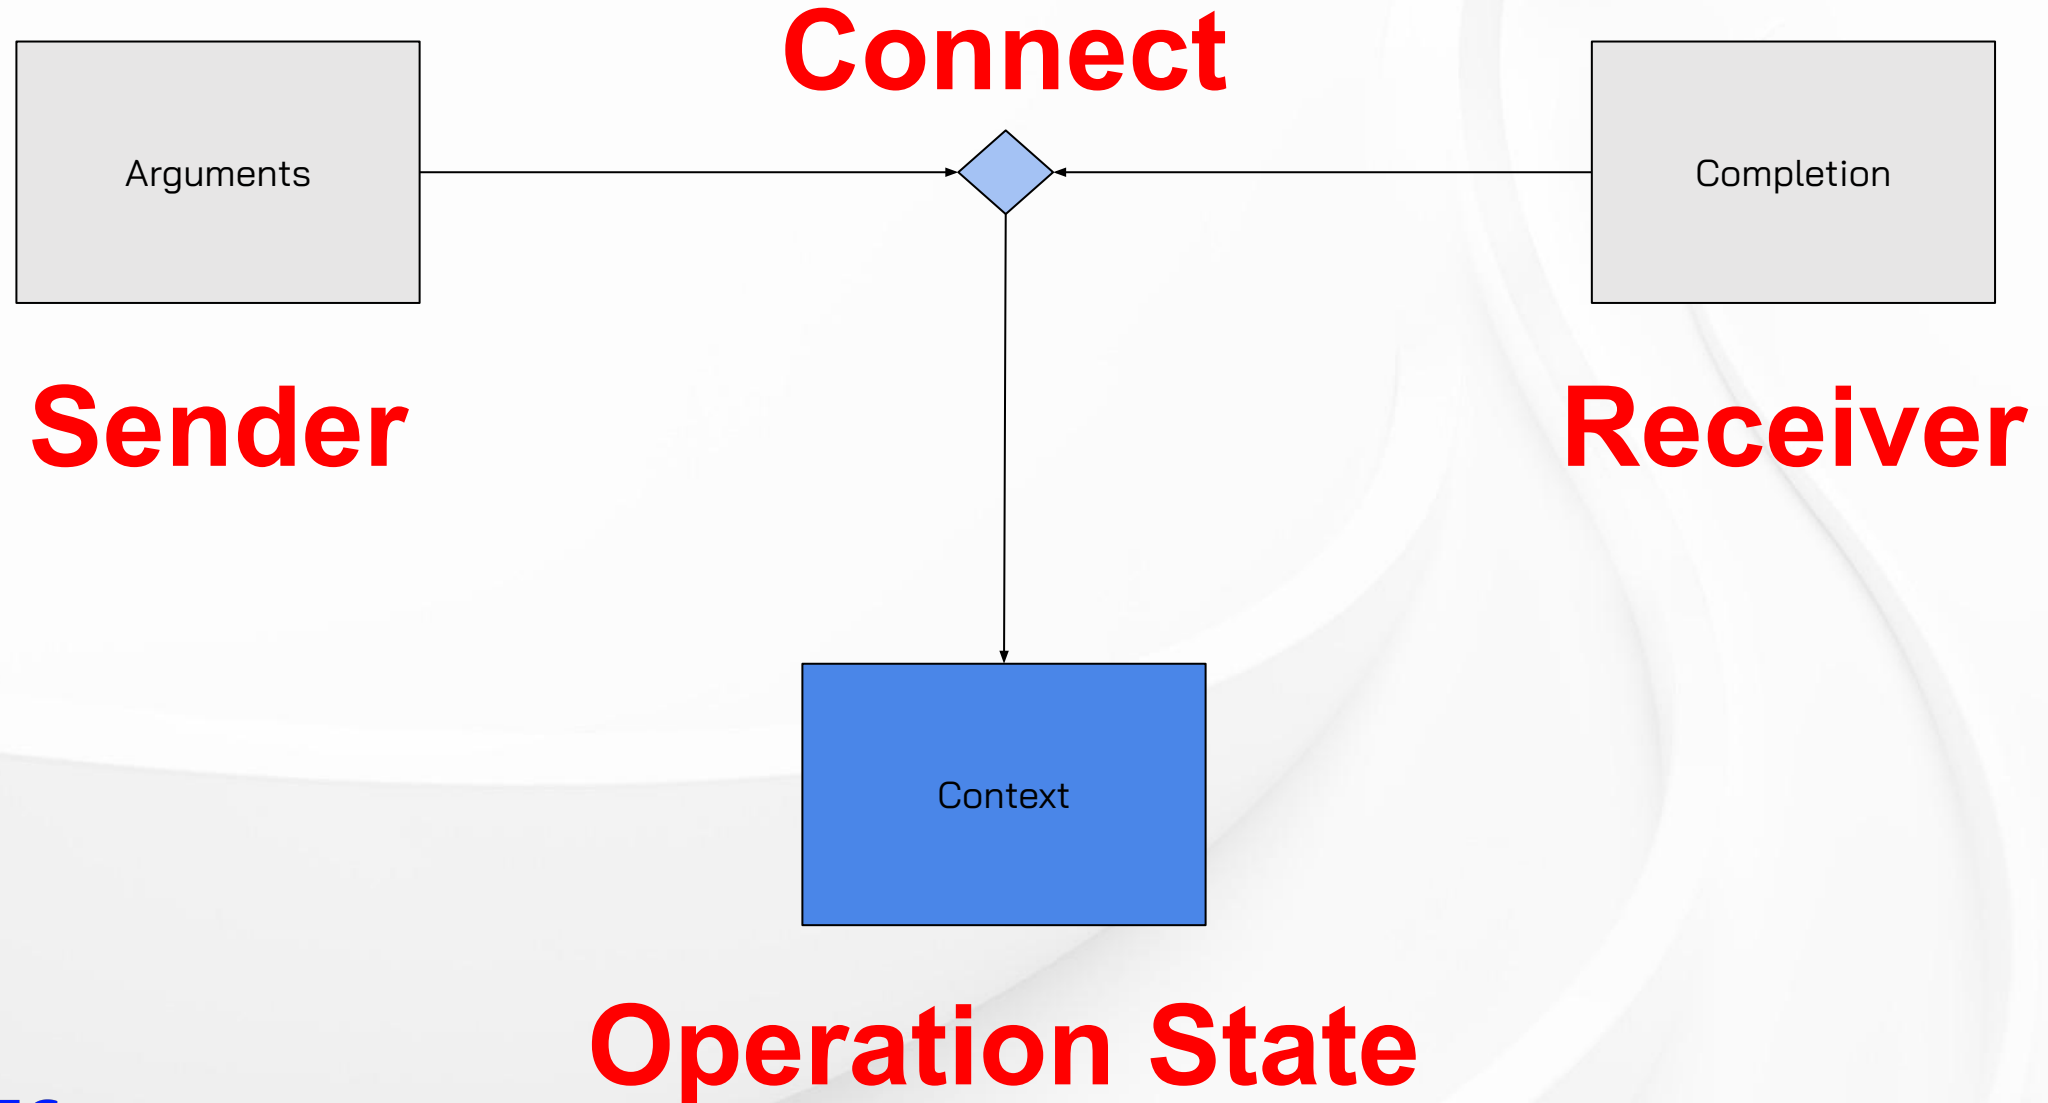 Connect
Arguments
Completion
Sender
Receiver
Context
Operation State